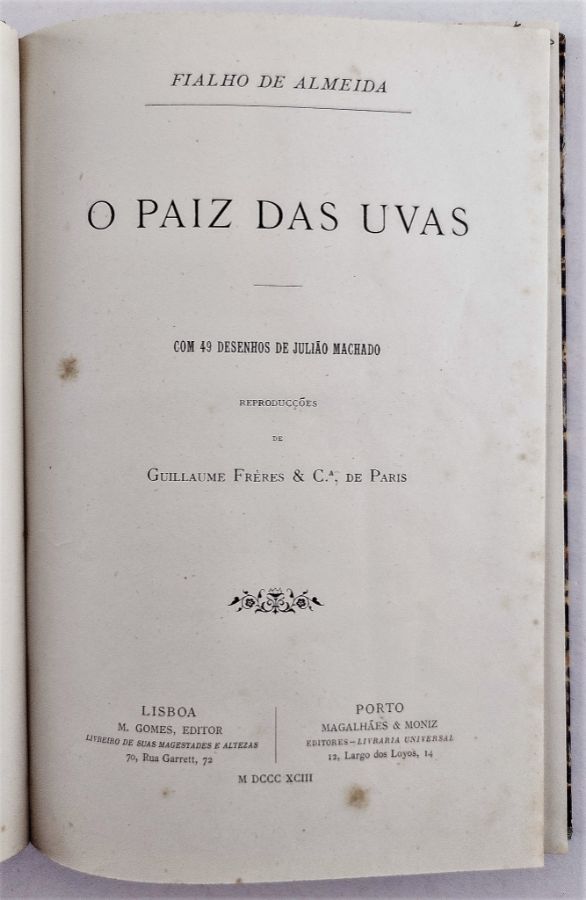 FIALHO DE ALMEIDA
O PAIZ DAS UVAS
COM 49 DESENHOS DE JULIÃO MACHADO
REPRODUCÇÕES
DE
GUILLAUME FRÈRES & C.ª, DE PARIS
LISBOA
M. GOMES, EDITOR
LIVREIRO DE SUAS MAGESTADES E ALTEZAS
70, Rua Garrett, 72
PORTO
MAGALHÃES & MONIZ
EDITORES—LIVRARIA UNIVERSAL
12, Largo dos Loyos, 14
M DCCC XCIII